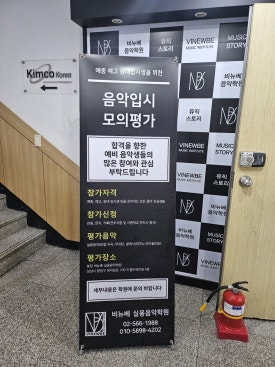 Kimco Korea
예중 예고 음대입시생을 위한
음악입시
모의평가
합격을 향한
예비 음악생들의
많은 참여와 관심
부탁드립니다
참가자격
참가신청
평가음악
평가장소
세부내용은 학원에 문의 바랍니다
비뉴베 실용음악학원
02-566-1988
010-5898-4202
비뉴베
음악학원
뮤직
스토리
VINEWBE
MUSIC INSTITUTE
MUSIC
STORY